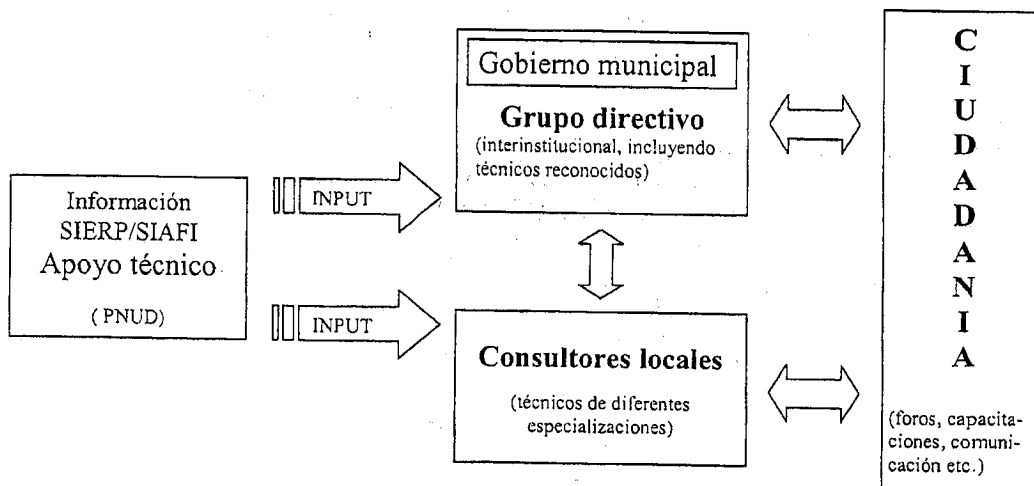 Información
SIERP/SIAFI
Apoyo técnico
( PNUD)
INPUT
INPUT
Gobierno municipal
Grupo directivo
(interinstitucional, incluyendo
técnicos reconocidos)
Consultores locales
(técnicos de diferentes
especializaciones)
C
I
U
D
A
D
A
N
I
A
(foros, capacita-
ciones, comuni-
cación etc.)